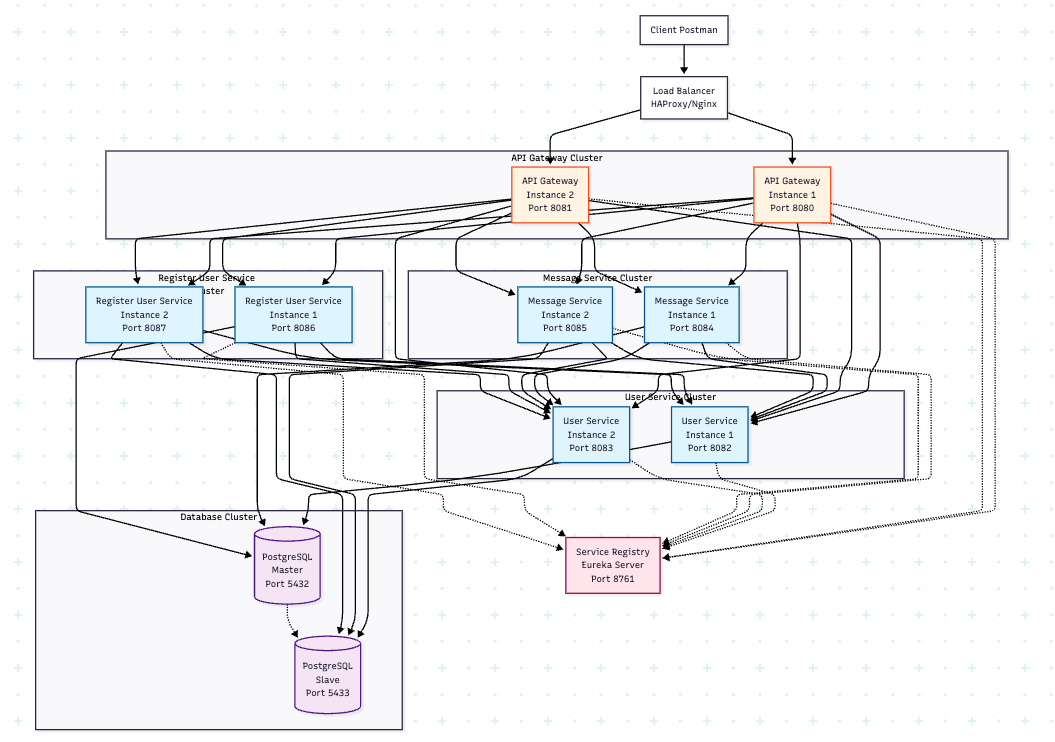 Client Postman
Load Balancer
HAProxy/Nginx
API Gateway Cluster
API Gateway
Instance 2
Port 8081
API Gateway
Instance 1
Port 8080
Register User Service
Cluster
Register User Service
Instance 2
Port 8087
Register User Service
Instance 1
Port 8086
Message Service Cluster
Message Service
Instance 2
Port 8085
Message Service
Instance 1
Port 8084
User Service Cluster
User Service
Instance 2
Port 8083
User Service
Instance 1
Port 8082
Database Cluster
PostgreSQL
Master
Port 5432
Service Registry
Eureka Server
Port 8761
PostgreSQL
Slave
Port 5433